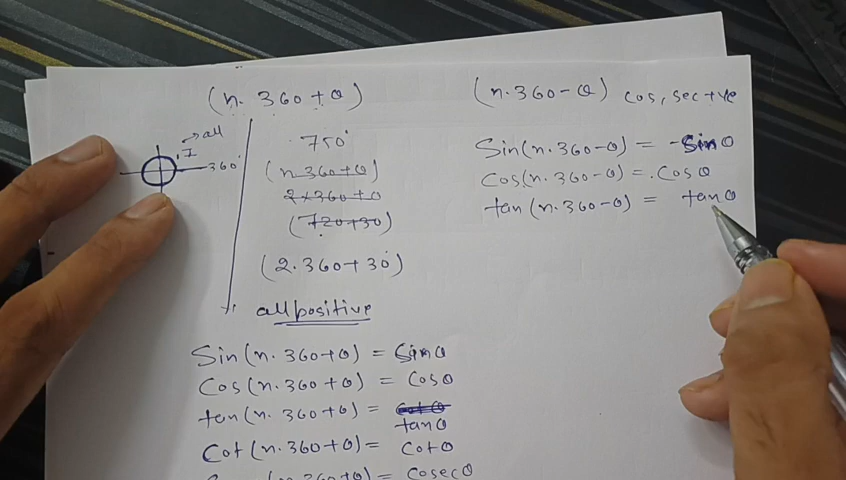 (n. 360+θ)
all
I
360°
750°
(n 360+θ)
2×360+θ
(720+30)
(2.360+30°)
all positive
Sin(n. 360+θ) = Sinθ
Cos(n. 360+θ) = Cosθ
tan(n. 360+θ) = cotθ
tanθ
Cot(n. 360+θ) = Cotθ
(n. 360+θ) = Cosecθ
(n.360-θ) cos, sec +ve
Sin(n.360-θ) = -Sinθ
Cos(n.360-θ) = .Cosθ
tan(n.360-θ) = tanθ